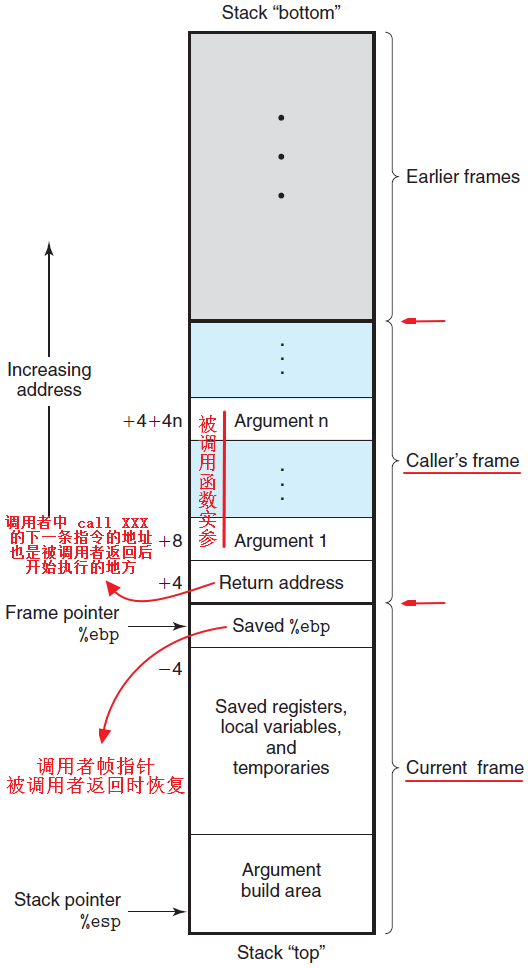 Stack “bottom”
Earlier frames
Increasing
address
+4+4n
Argument n
被调用函数实参
Caller’s frame
调用者中 call XXX
的下一条指令的地址
也是被调用者返回后
开始执行的地方
+8
Argument 1
+4
Return address
Frame pointer
%ebp
Saved %ebp
−4
Saved registers,
local variables,
and
temporaries
调用者帧指针
被调用者返回时恢复
Current frame
Argument
build area
Stack pointer
%esp
Stack “top”